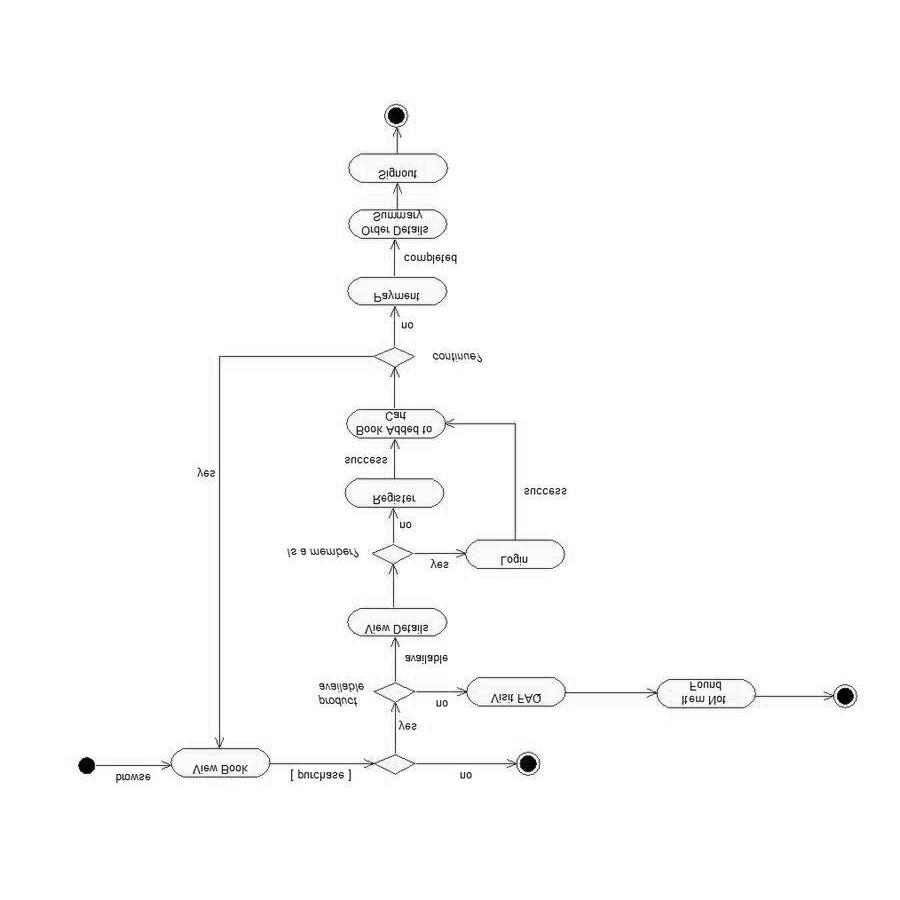 browse
View Book
[ purchase ]
no
yes
product
available
no
Visit FAQ
Item Not
Found
available
View Details
Is a member?
yes
Login
no
Register
success
yes
success
Book Added to
Cart
continue?
no
Payment
completed
Order Details
Summary
Signout